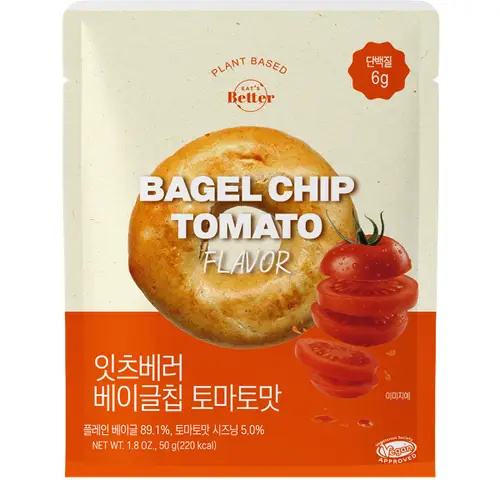 PLANT BASED
EAT'S
Better
단백질
6g
BAGEL CHIP
TOMATO
FLAVOR
잇츠베러
베이글칩 토마토맛
이미지예
플레인 베이글 89.1%, 토마토맛 시즈닝 5.0%
NET WT. 1.8 OZ., 50 g (220 kcal)
Vegan
APPROVED